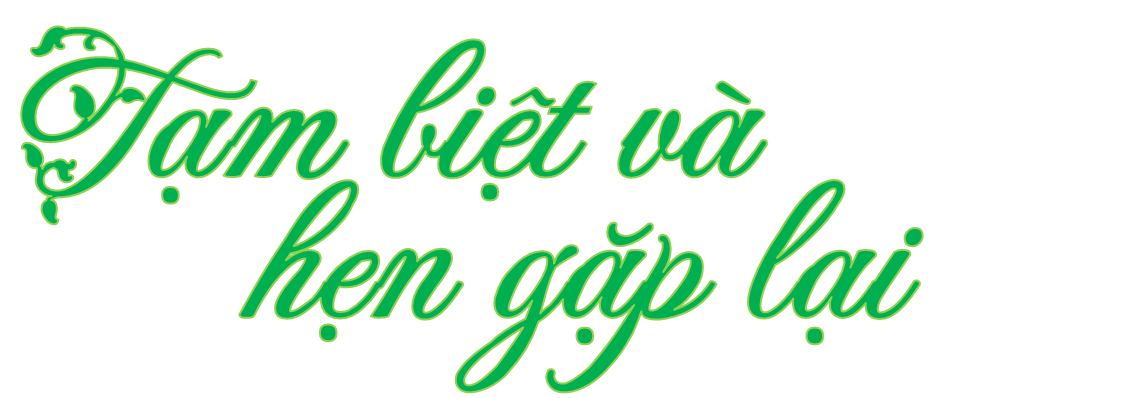 Tạm biệt và
hẹn gặp lại